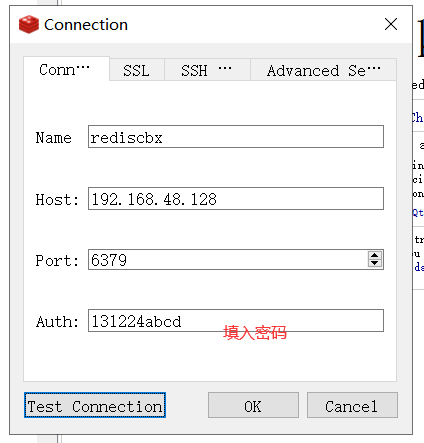 Connection
Conn⋯
SSL
SSH ⋯
Advanced Se⋯
Name
rediscbx
Host:
192.168.48.128
Port:
6379
Auth:
131224abcd
填入密码
Test Connection
OK
Cancel